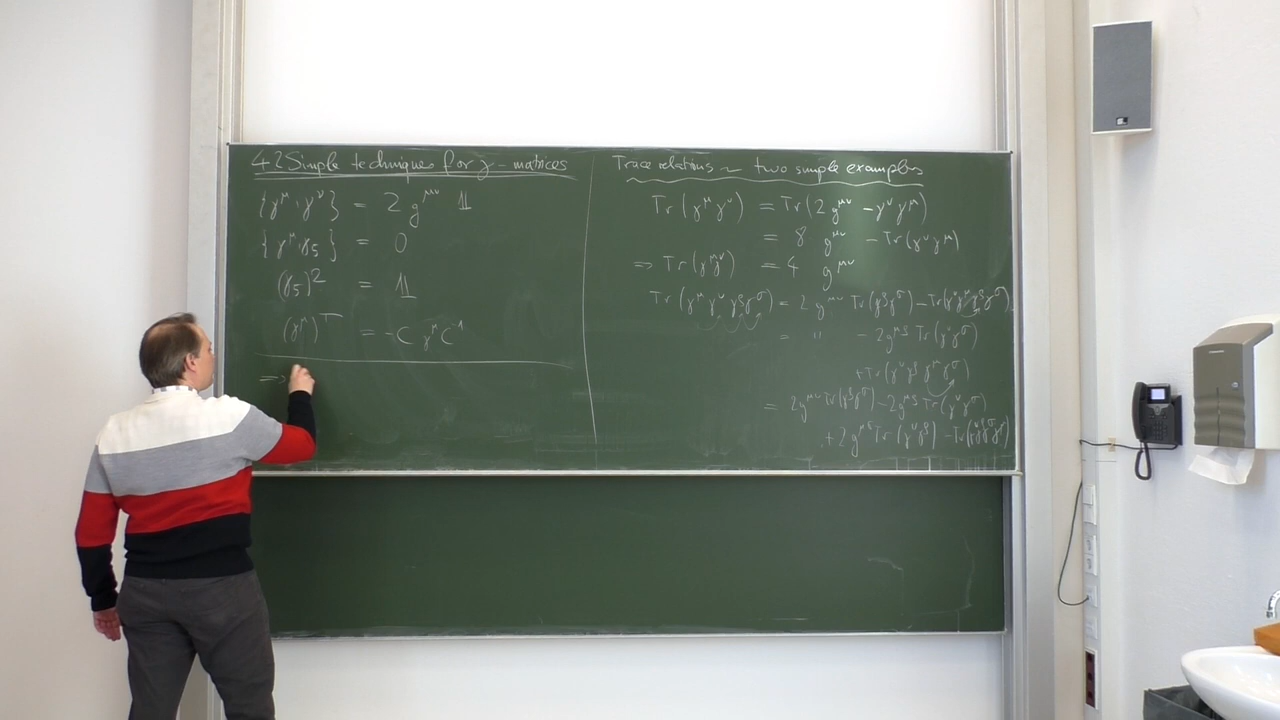 4.2 Simple techniques for γ-matrices
{γ^μ, γ^ν} = 2 g^{μν} 𝟙
{γ^μ γ_5} = 0
(γ_5)^2 = 𝟙
(γ^μ)^T = -C γ^μ C^{-1}
=>
Trace relations ~ two simple examples
Tr(γ^μ γ^ν) = Tr(2 g^{μν} - γ^ν γ^μ)
= 8 g^{μν} - Tr(γ^ν γ^μ)
=> Tr(γ^μ γ^ν) = 4 g^{μν}
Tr(γ^μ γ^ν γ^ρ γ^σ) = 2 g^{μν} Tr(γ^ρ γ^σ) - Tr(γ^ν γ^μ γ^ρ γ^σ)
= " - 2g^{μρ} Tr(γ^ν γ^σ)
+Tr(γ^ν γ^ρ γ^μ γ^σ)
= 2g^{μν} Tr(γ^ρ γ^σ) - 2g^{μρ} Tr(γ^ν γ^σ)
+2 g^{μσ} Tr(γ^ν γ^ρ) - Tr(γ^ν γ^ρ γ^σ γ^μ)